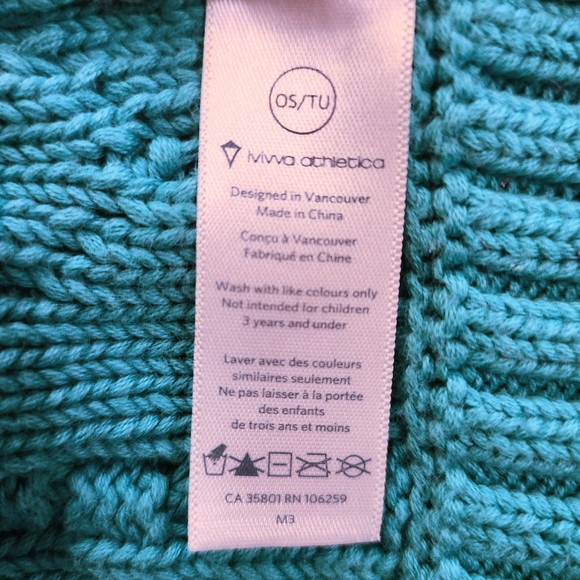 OS/TU
ivivva athletica
Designed in Vancouver
Made in China
Conçu à Vancouver
Fabriqué en Chine
Wash with like colours only
Not intended for children
3 years and under
Laver avec des couleurs
similaires seulement
Ne pas laisser à la portée
des enfants
de trois ans et moins
CA 35801 RN 106259
M3